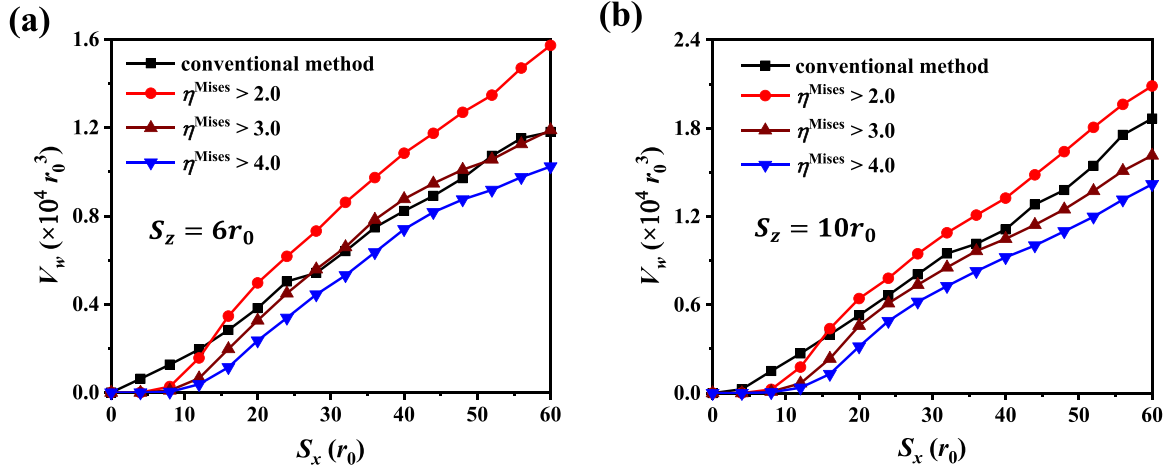 (a)
1.6
1.2
0.8
0.4
0.0
V_w (×10^4 r_0^3)
conventional method
η^Mises > 2.0
η^Mises > 3.0
η^Mises > 4.0
S_z = 6r_0
0 10 20 30 40 50 60
S_x (r_0)
(b)
2.4
1.8
1.2
0.6
0.0
V_w (×10^4 r_0^3)
conventional method
η^Mises > 2.0
η^Mises > 3.0
η^Mises > 4.0
S_z = 10r_0
0 10 20 30 40 50 60
S_x (r_0)